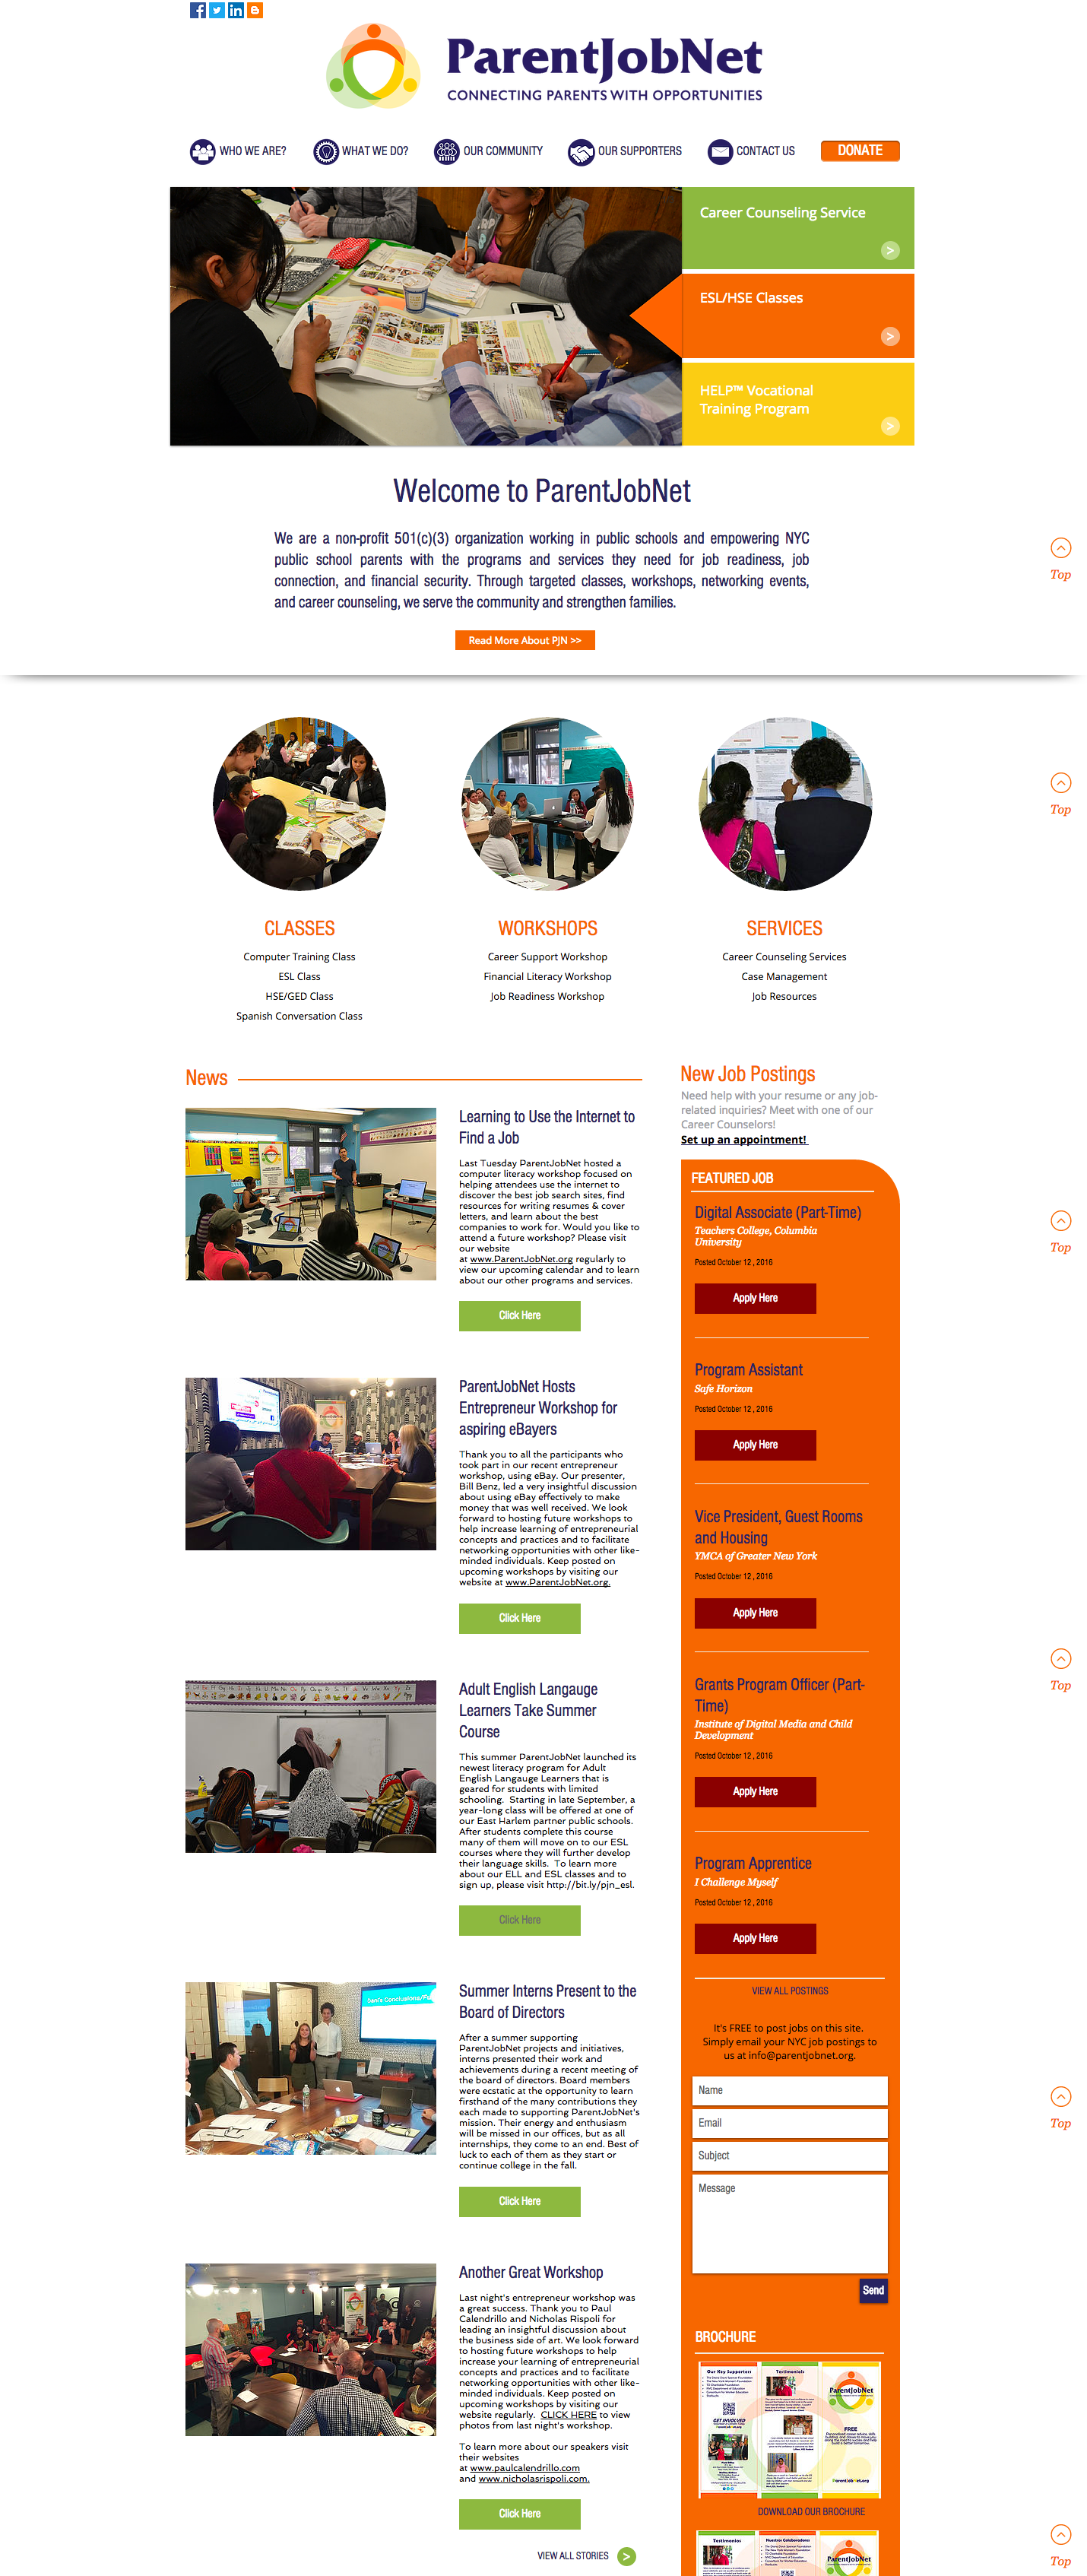 ParentJobNet
CONNECTING PARENTS WITH OPPORTUNITIES
WHO WE ARE?
WHAT WE DO?
OUR COMMUNITY
OUR SUPPORTERS
CONTACT US
DONATE
Career Counseling Service
>
ESL/HSE Classes
>
HELP™ Vocational
Training Program
>
Welcome to ParentJobNet
We are a non-profit 501(c)(3) organization working in public schools and empowering NYC
public school parents with the programs and services they need for job readiness, job
connection, and financial security. Through targeted classes, workshops, networking events,
and career counseling, we serve the community and strengthen families.
Read More About PJN >>
Top
Top
CLASSES
Computer Training Class
ESL Class
HSE/GED Class
Spanish Conversation Class
WORKSHOPS
Career Support Workshop
Financial Literacy Workshop
Job Readiness Workshop
SERVICES
Career Counseling Services
Case Management
Job Resources
News
Learning to Use the Internet to
Find a Job
Last Tuesday ParentJobNet hosted a
computer literacy workshop focused on
helping attendees use the internet to
discover the best job search sites, find
resources for writing resumes & cover
letters, and learn about the best
companies to work for. Would you like to
attend a future workshop? Please visit
our website
at www.ParentJobNet.org regularly to
view our upcoming calendar and to learn
about our other programs and services.
Click Here
ParentJobNet Hosts
Entrepreneur Workshop for
aspiring eBayers
Thank you to all the participants who
took part in our recent entrepreneur
workshop, using eBay. Our presenter,
Bill Benz, led a very insightful discussion
about using eBay effectively to make
money that was well received. We look
forward to hosting future workshops to
help increase learning of entrepreneurial
concepts and practices and to facilitate
networking opportunities with other like-
minded individuals. Keep posted on
upcoming workshops by visiting our
website at www.ParentJobNet.org.
Click Here
Adult English Langauge
Learners Take Summer
Course
This summer ParentJobNet launched its
newest literacy program for Adult
English Langauge Learners that is
geared for students with limited
schooling. Starting in late September, a
year-long class will be offered at one of
our East Harlem partner public schools.
After students complete this course
many of them will move on to our ESL
courses where they will further develop
their language skills. To learn more
about our ELL and ESL classes and to
sign up, please visit http://bit.ly/pjn_esl.
Click Here
Summer Interns Present to the
Board of Directors
After a summer supporting
ParentJobNet projects and initiatives,
interns presented their work and
achievements during a recent meeting of
the board of directors. Board members
were ecstatic at the opportunity to learn
firsthand of the many contributions they
each made to supporting ParentJobNet's
mission. Their energy and enthusiasm
will be missed in our offices, but as all
internships, they come to an end. Best of
luck to each of them as they start or
continue college in the fall.
Click Here
Another Great Workshop
Last night's entrepreneur workshop was
a great success. Thank you to Paul
Calendrillo and Nicholas Rispoli for
leading an insightful discussion about
the business side of art. We look forward
to hosting future workshops to help
increase your learning of entrepreneurial
concepts and practices and to facilitate
networking opportunities with other like-
minded individuals. Keep posted on
upcoming workshops by visiting our
website regularly. CLICK HERE to view
photos from last night's workshop.
To learn more about our speakers visit
their websites
at www.paulcalendrillo.com
and www.nicholasrispoli.com.
Click Here
VIEW ALL STORIES >
New Job Postings
Need help with your resume or any job-
related inquiries? Meet with one of our
Career Counselors!
Set up an appointment!
FEATURED JOB
Digital Associate (Part-Time)
Teachers College, Columbia
University
Posted October 12 , 2016
Apply Here
Program Assistant
Safe Horizon
Posted October 12 , 2016
Apply Here
Vice President, Guest Rooms
and Housing
YMCA of Greater New York
Posted October 12 , 2016
Apply Here
Grants Program Officer (Part-
Time)
Institute of Digital Media and Child
Development
Posted October 12 , 2016
Apply Here
Program Apprentice
I Challenge Myself
Posted October 12 , 2016
Apply Here
VIEW ALL POSTINGS
It's FREE to post jobs on this site.
Simply email your NYC job postings to
us at info@parentjobnet.org.
Name
Email
Subject
Message
Send
BROCHURE
Our Key Supporters
Testimonials
ParentJobNet
GET INVOLVED
FREE
ParentJobNet.org
DOWNLOAD OUR BROCHURE
Testimonios
Nuestros Colaboradores
ParentJobNet
Top
Top
Top
Top